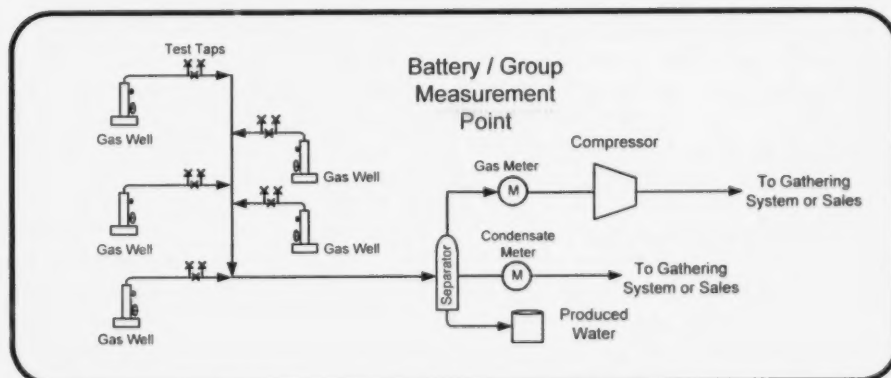 Test Taps
Gas Well
Gas Well
Gas Well
Gas Well
Gas Well
Battery / Group
Measurement
Point
Gas Meter
Compressor
To Gathering
System or Sales
Separator
Condensate
Meter
M
M
To Gathering
System or Sales
Produced
Water